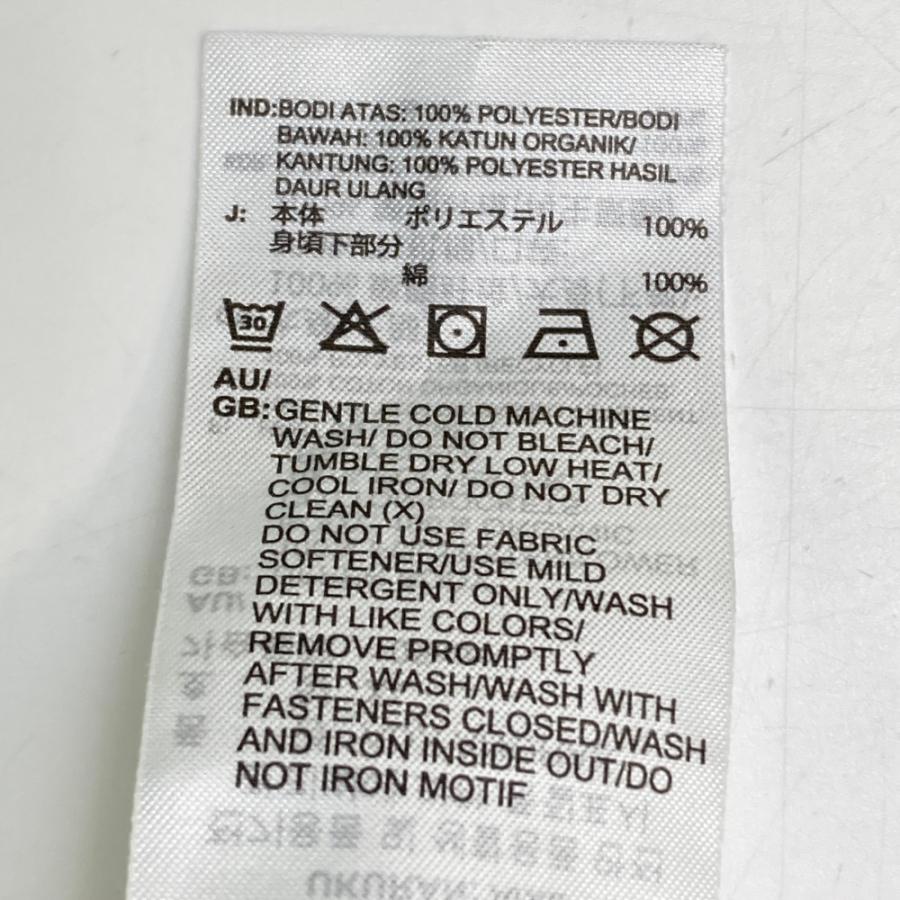 IND:BODI ATAS: 100% POLYESTER/BODI
BAWAH: 100% KATUN ORGANIK/
KANTUNG: 100% POLYESTER HASIL
DAUR ULANG
J: 本体 ポリエステル 100%
身頃下部分
綿 100%
30
AU/
GB: GENTLE COLD MACHINE
WASH/ DO NOT BLEACH/
TUMBLE DRY LOW HEAT/
COOL IRON/ DO NOT DRY
CLEAN (X)
DO NOT USE FABRIC
SOFTENER/USE MILD
DETERGENT ONLY/WASH
WITH LIKE COLORS/
REMOVE PROMPTLY
AFTER WASH/WASH WITH
FASTENERS CLOSED/WASH
AND IRON INSIDE OUT/DO
NOT IRON MOTIF